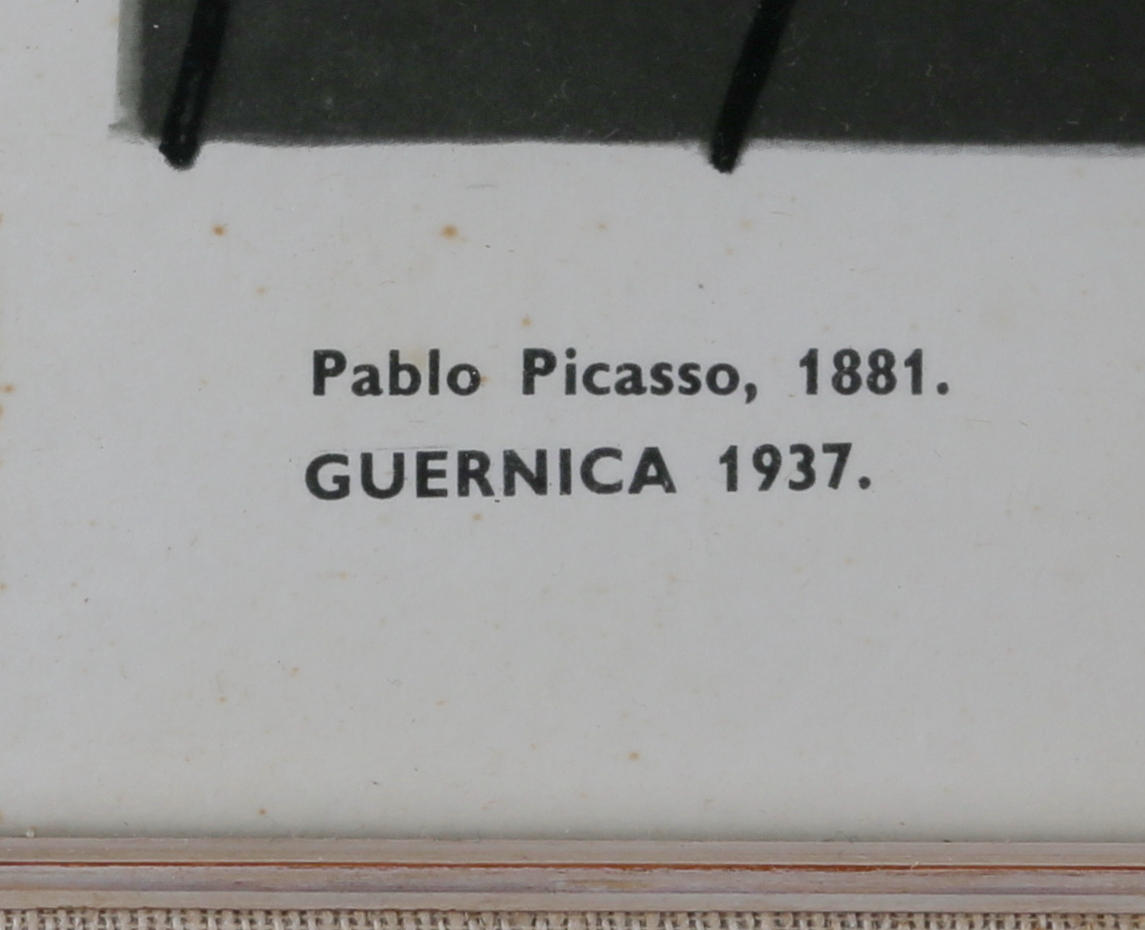 Pablo Picasso, 1881.
GUERNICA 1937.